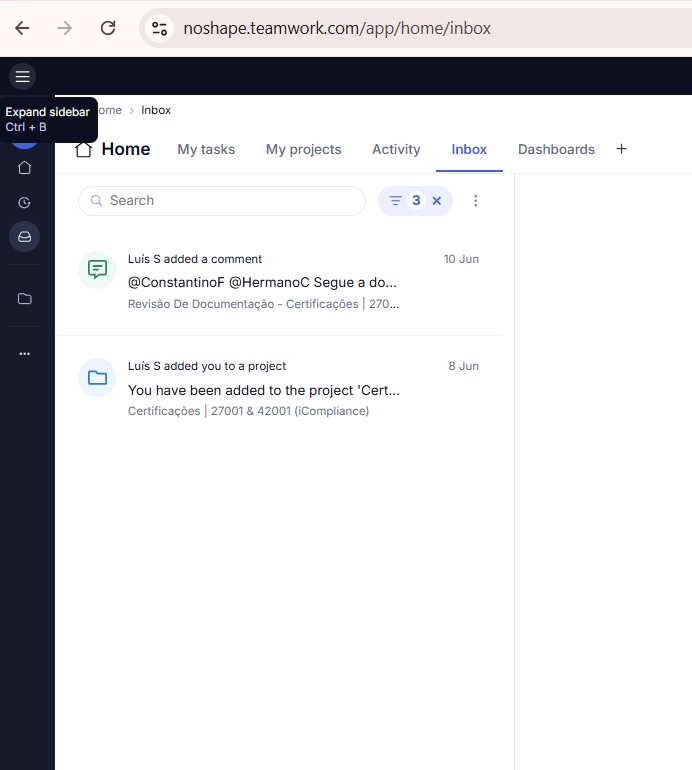 noshape.teamwork.com/app/home/inbox
Expand sidebar
Ctrl + B
ome > Inbox
Home My tasks My projects Activity Inbox Dashboards +
Search 3
Luís S added a comment 10 Jun
@ConstantinoF @HermanoC Segue a do...
Revisão De Documentação - Certificações | 270...
Luís S added you to a project 8 Jun
You have been added to the project 'Cert...
Certificações | 27001 & 42001 (iCompliance)